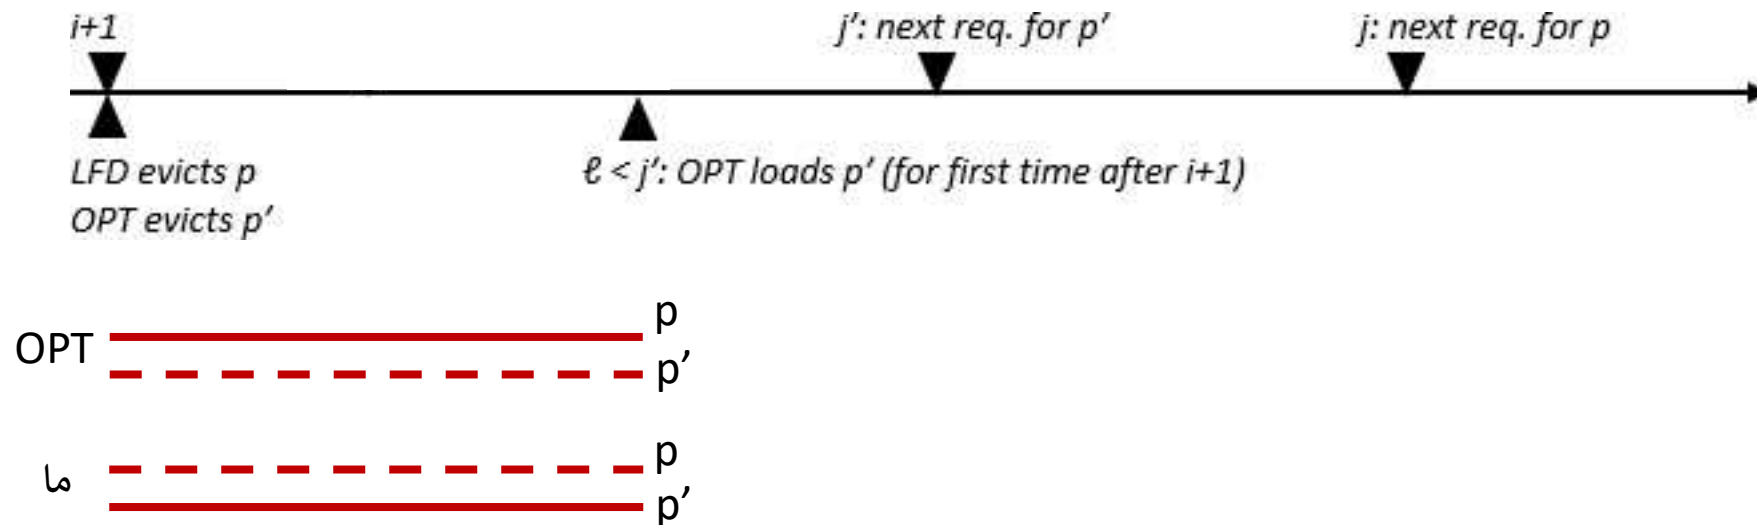 i+1
j′: next req. for p′
j: next req. for p
LFD evicts p
ℓ < j′: OPT loads p′ (for first time after i+1)
OPT evicts p′
OPT
p
p′
ما
p
p′